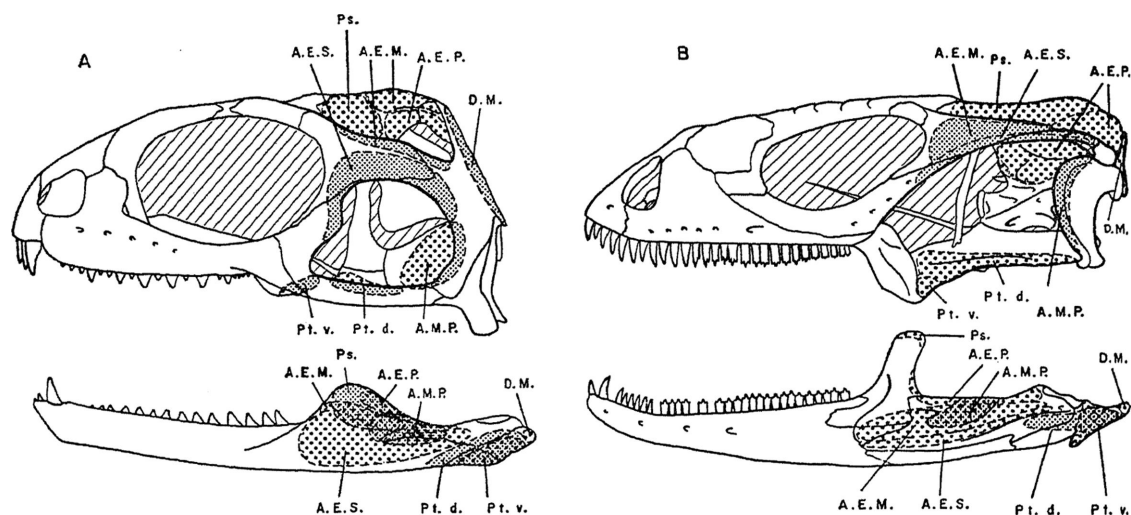 A
Ps.
A.E.S.
A.E.M.
A.E.P.
D.M.
Pt. v.
Pt. d.
A.M.P.
Ps.
A.E.M.
A.E.P.
A.M.P.
D.M.
A.E.S.
Pt. d.
Pt. v.
B
A.E.M.
Ps.
A.E.S.
A.E.P.
D.M.
Pt. d.
Pt. v.
A.M.P.
Ps.
A.E.P.
A.M.P.
D.M.
A.E.M.
A.E.S.
Pt. d.
Pt. v.